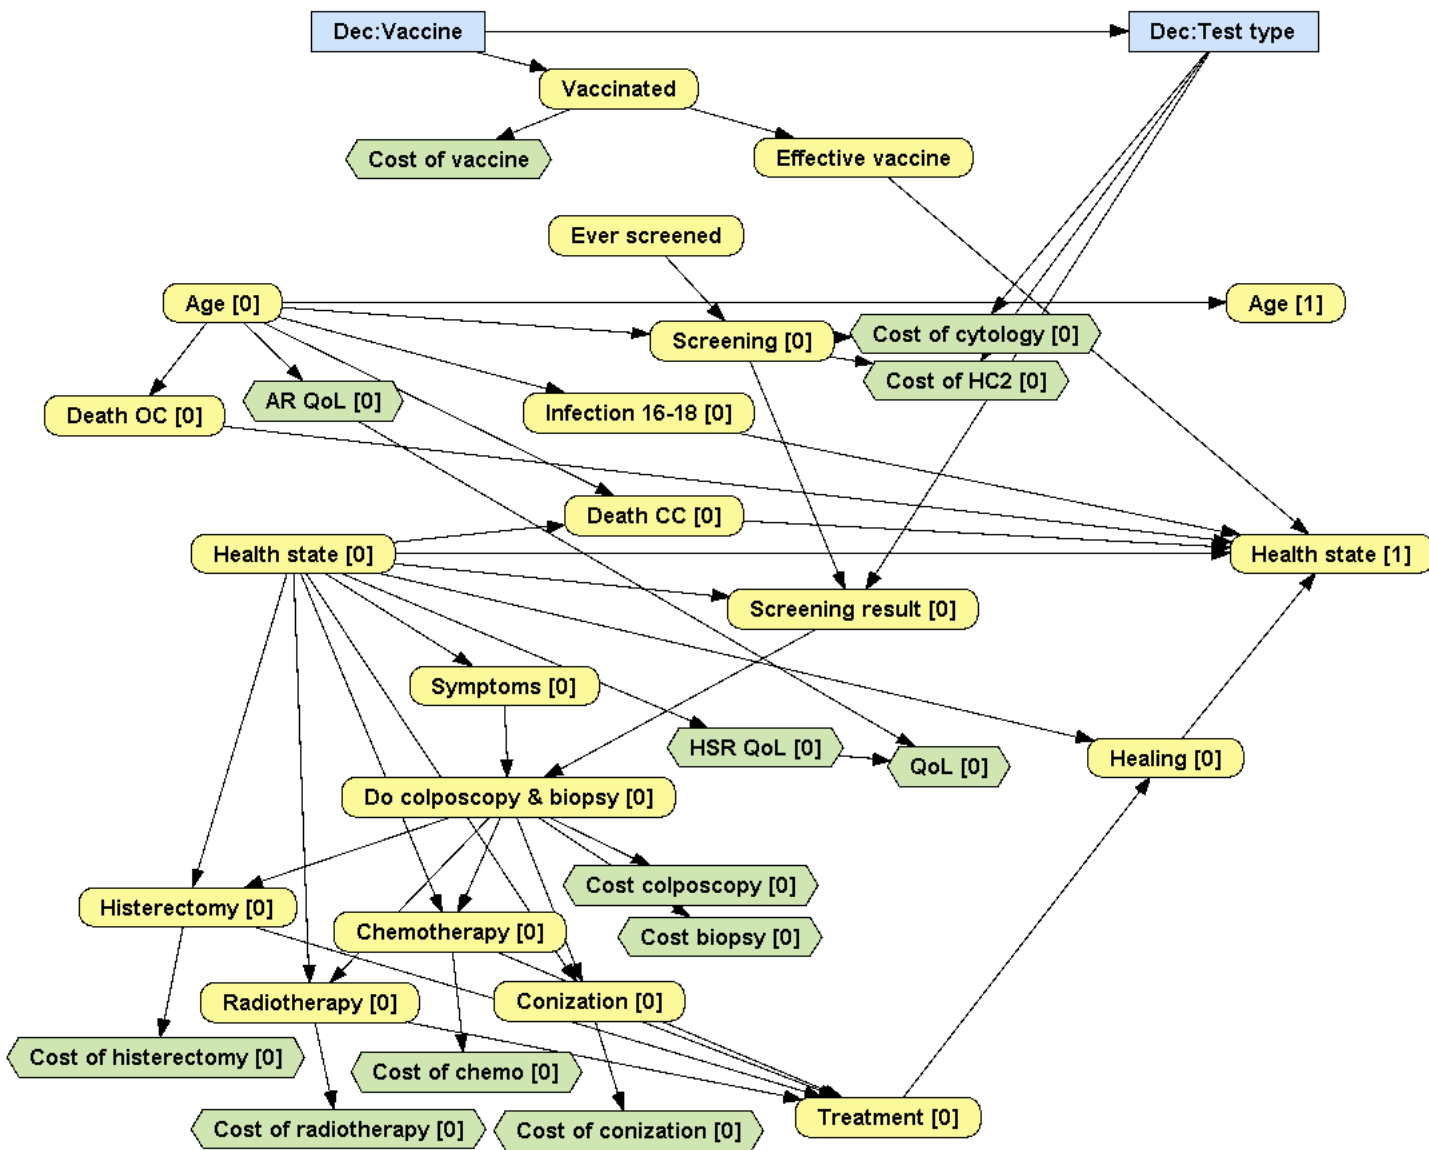 Dec:Vaccine
Dec:Test type
Vaccinated
Cost of vaccine
Effective vaccine
Ever screened
Age [0]
Age [1]
Screening [0]
Cost of cytology [0]
Cost of HC2 [0]
AR QoL [0]
Death OC [0]
Infection 16-18 [0]
Death CC [0]
Health state [0]
Health state [1]
Screening result [0]
Symptoms [0]
HSR QoL [0]
QoL [0]
Healing [0]
Do colposcopy & biopsy [0]
Cost colposcopy [0]
Histerectomy [0]
Chemotherapy [0]
Cost biopsy [0]
Radiotherapy [0]
Conization [0]
Cost of histerectomy [0]
Cost of chemo [0]
Treatment [0]
Cost of radiotherapy [0]
Cost of conization [0]